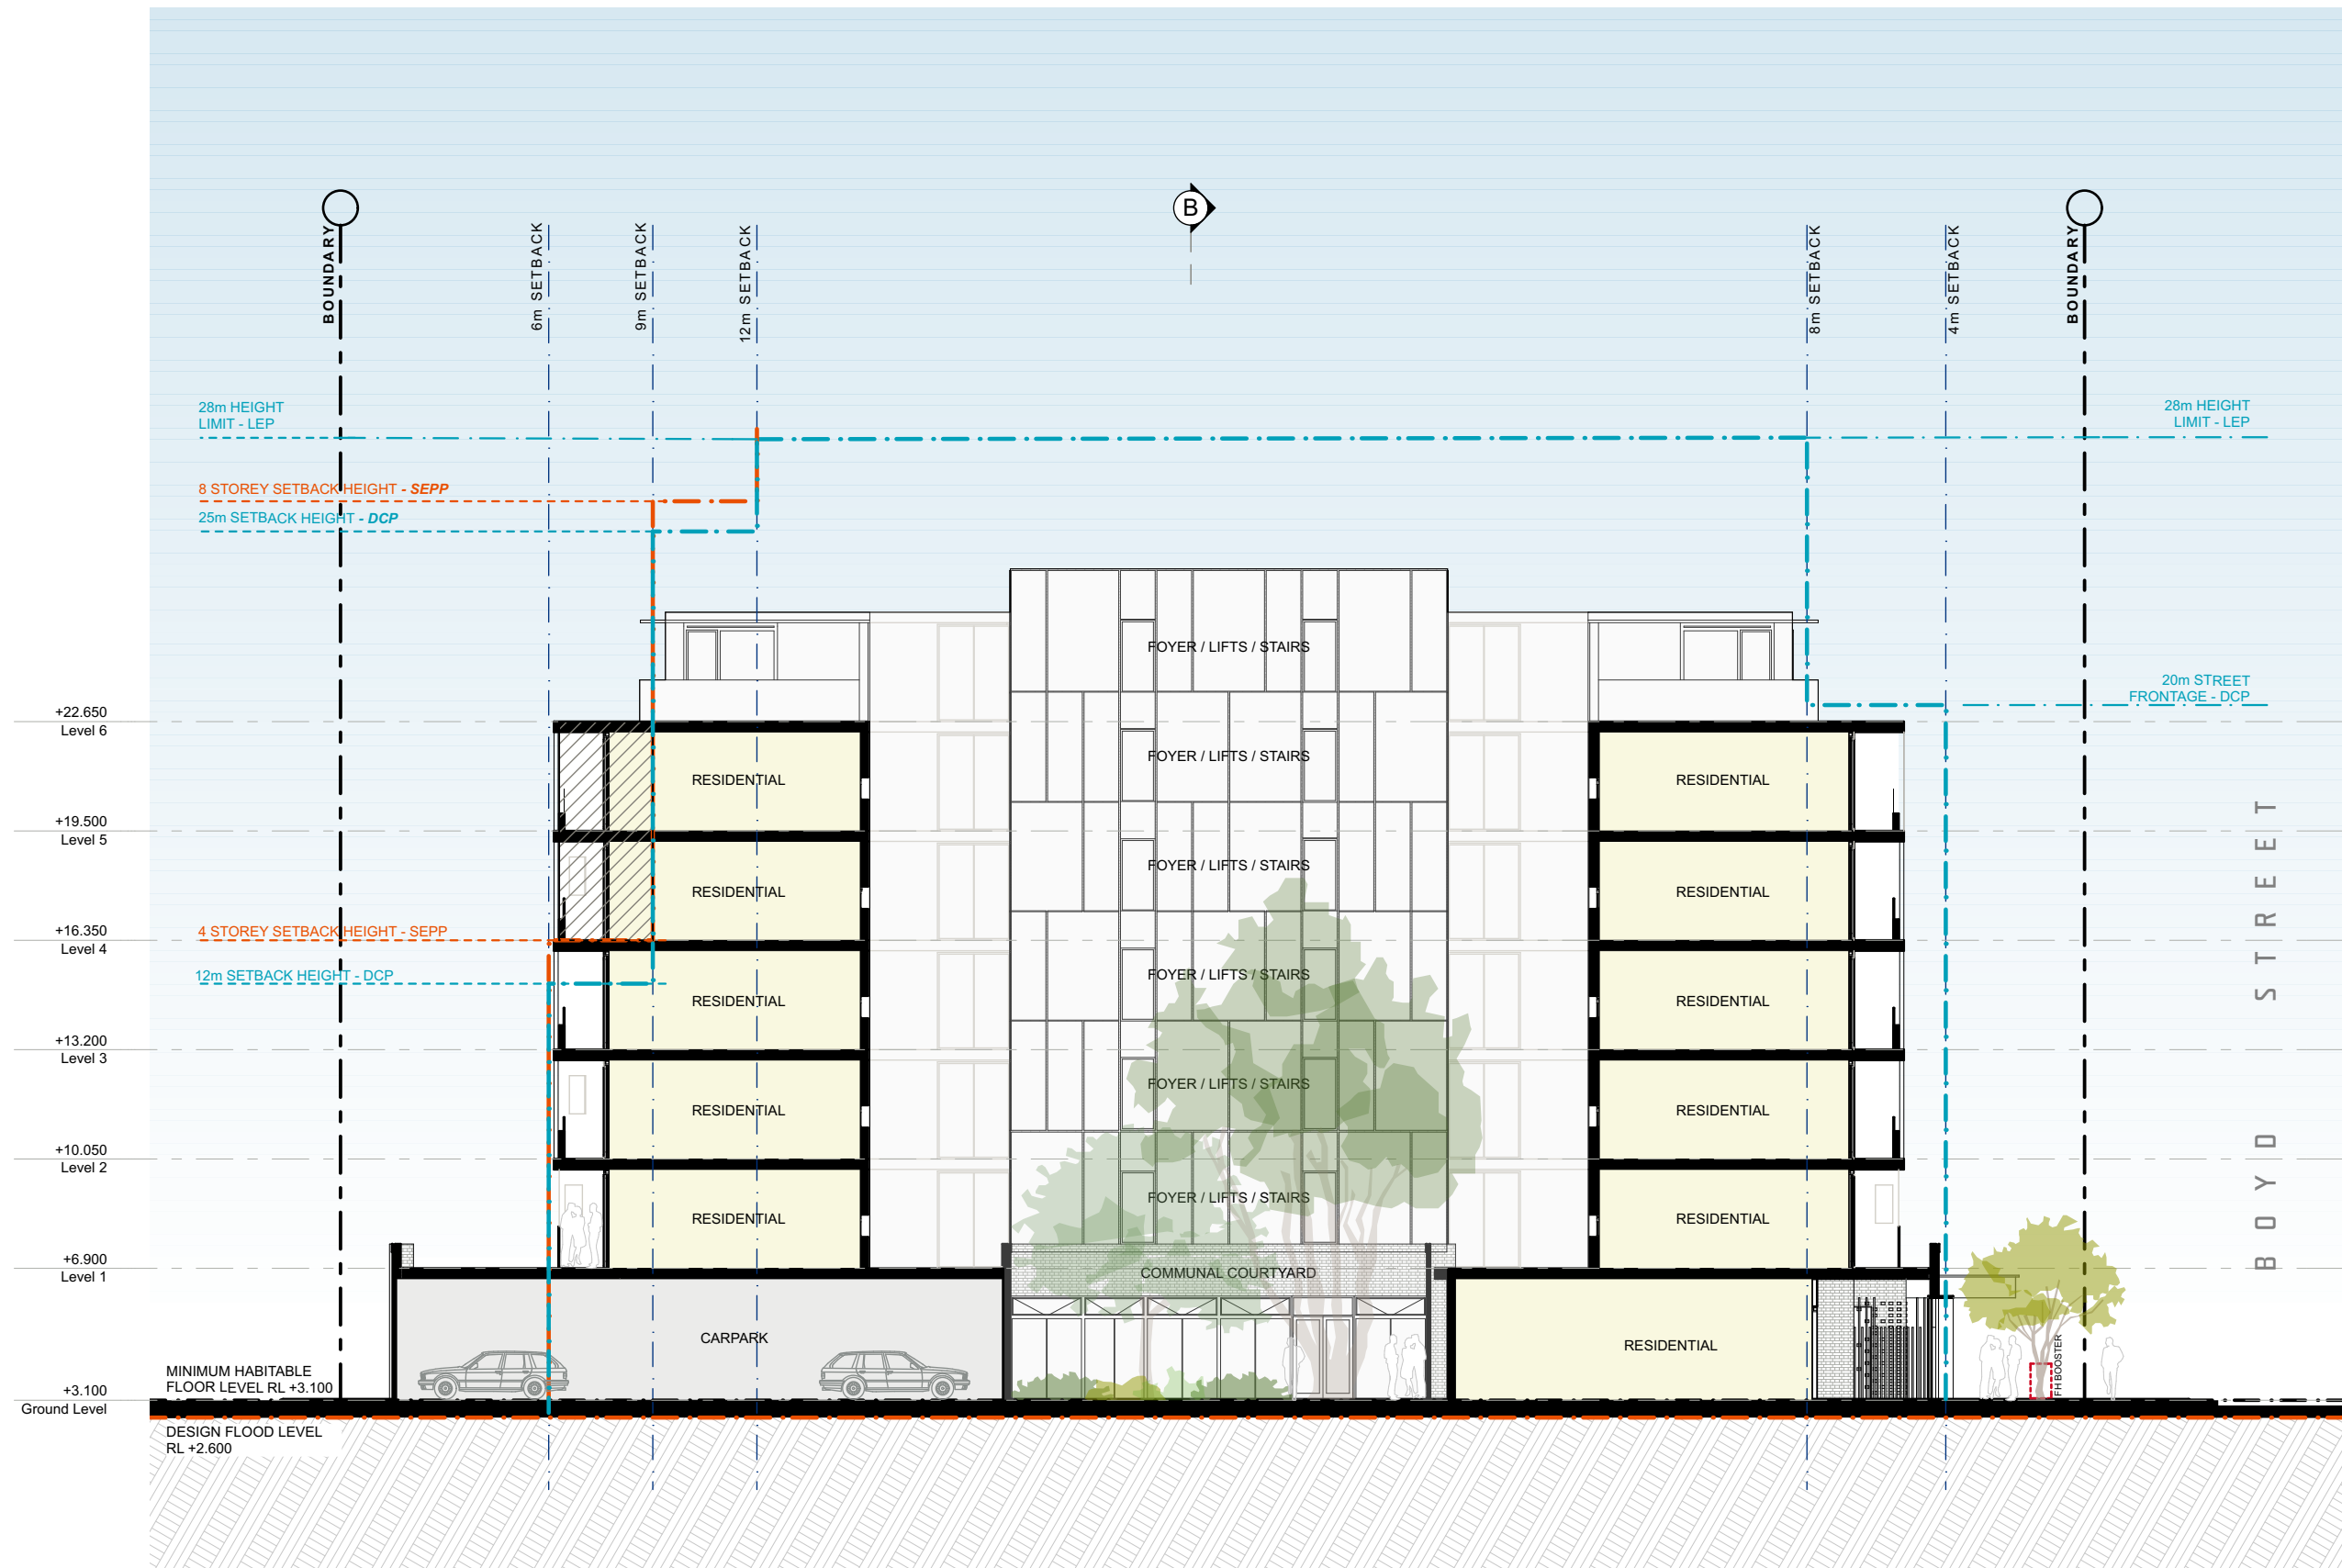 B
BOUNDARY
6m SETBACK
9m SETBACK
12m SETBACK
8m SETBACK
4m SETBACK
BOUNDARY
28m HEIGHT
LIMIT - LEP
28m HEIGHT
LIMIT - LEP
8 STOREY SETBACK HEIGHT - SEPP
25m SETBACK HEIGHT - DCP
FOYER / LIFTS / STAIRS
20m STREET
FRONTAGE - DCP
+22.650
Level 6
FOYER / LIFTS / STAIRS
RESIDENTIAL
RESIDENTIAL
+19.500
Level 5
FOYER / LIFTS / STAIRS
RESIDENTIAL
RESIDENTIAL
4 STOREY SETBACK HEIGHT - SEPP
+16.350
Level 4
12m SETBACK HEIGHT - DCP
FOYER / LIFTS / STAIRS
RESIDENTIAL
RESIDENTIAL
+13.200
Level 3
FOYER / LIFTS / STAIRS
RESIDENTIAL
RESIDENTIAL
+10.050
Level 2
FOYER / LIFTS / STAIRS
RESIDENTIAL
RESIDENTIAL
BOYD STREET
+6.900
Level 1
COMMUNAL COURTYARD
CARPARK
RESIDENTIAL
FH BOOSTER
MINIMUM HABITABLE
FLOOR LEVEL RL +3.100
+3.100
Ground Level
DESIGN FLOOD LEVEL
RL +2.600